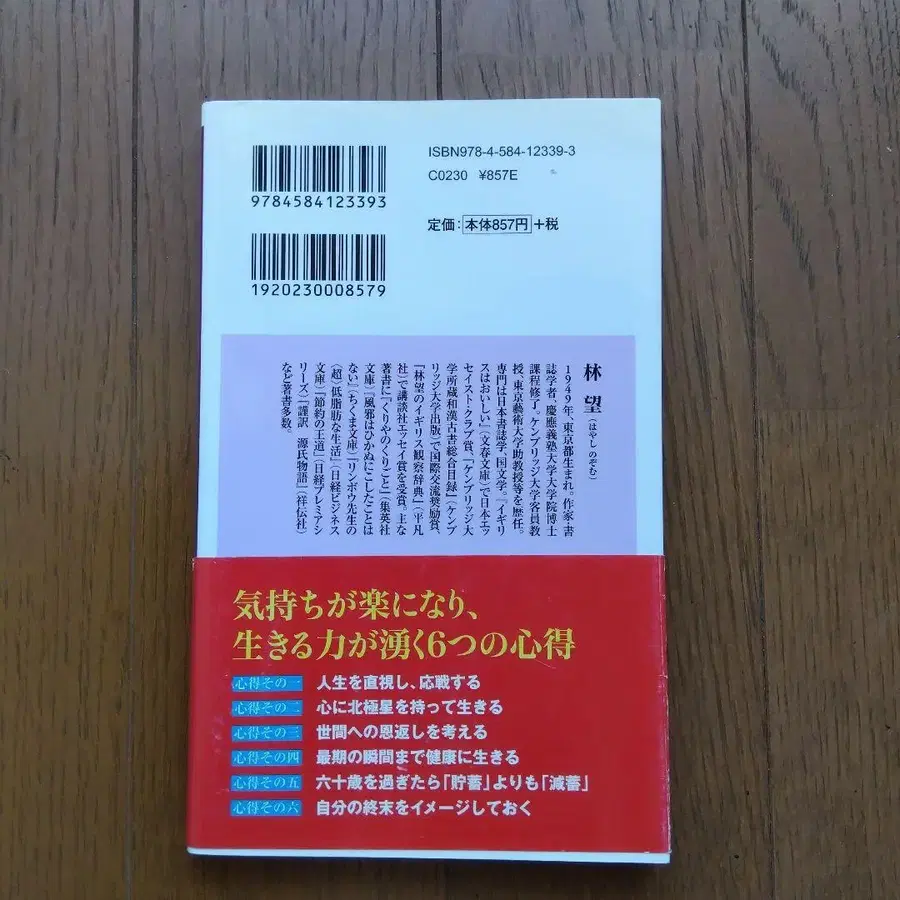 ISBN978-4-584-12339-3
C0230 ¥857E
9784584123393
定価：本体857円+税
1920230008579
林 望（はやし のぞむ）
1949年、東京都生まれ。作家・書
誌学者。慶應義塾大学大学院博士
課程修了。ケンブリッジ大学客員教
授、東京藝術大学助教授等を歴任。
専門は日本書誌学、国文学。『イギリ
スはおいしい』（文春文庫）で日本エッ
セイスト・クラブ賞、『ケンブリッジ大
学所蔵和漢古書総合目録』（ケンブ
リッジ大学出版）で国際交流奨励賞、
『林望のイギリス観察辞典』（平凡
社）で講談社エッセイ賞を受賞。主な
著書に『くりやのくりごと』（集英社
文庫）『風邪はひかぬにこしたことは
ない』（ちくま文庫）『リンボウ先生の
〈超〉低脂肪な生活』（日経ビジネス
文庫）『節約の王道』（日経プレミアシ
リーズ）『謹訳 源氏物語』（祥伝社）
など著書多数。
気持ちが楽になり、
生きる力が湧く6つの心得
心得その一 人生を直視し、応戦する
心得その二 心に北極星を持って生きる
心得その三 世間への恩返しを考える
心得その四 最期の瞬間まで健康に生きる
心得その五 六十歳を過ぎたら「貯蓄」よりも「減蓄」
心得その六 自分の終末をイメージしておく